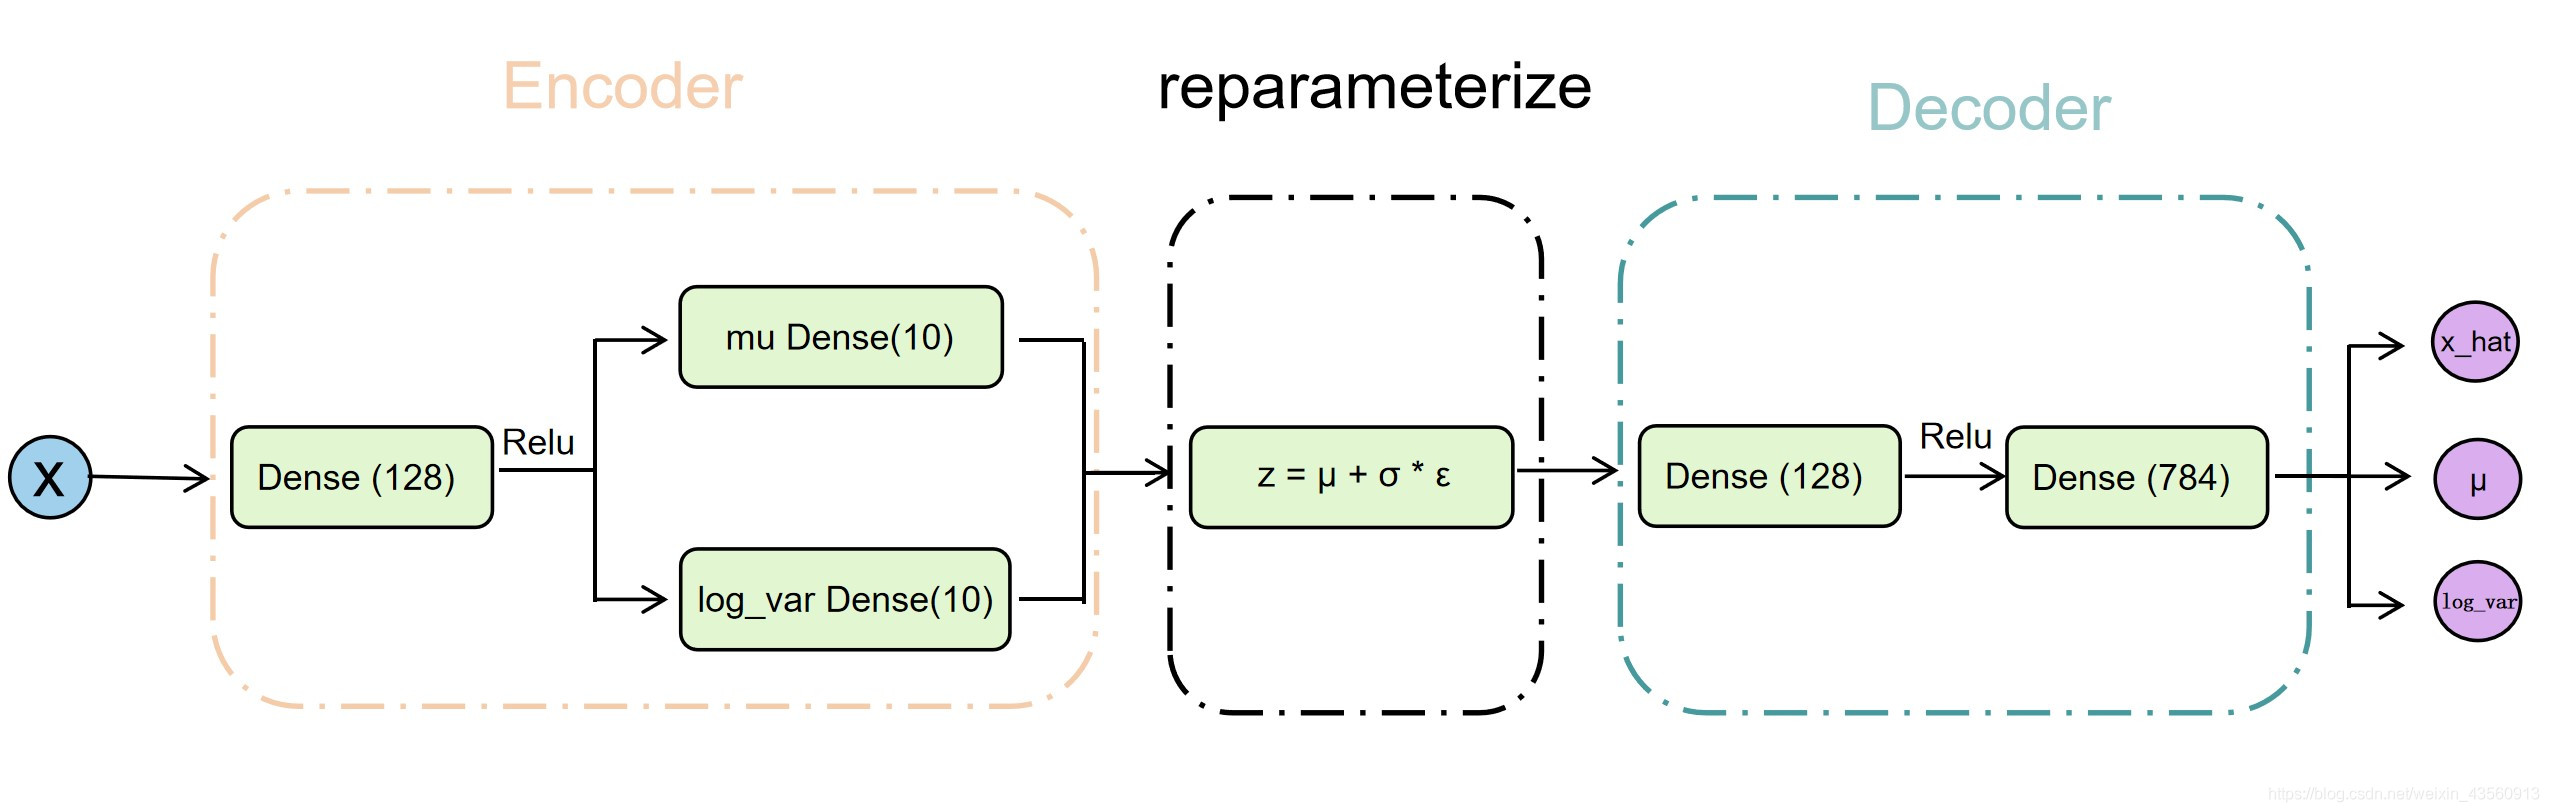 Encoder
reparameterize
Decoder
X
Dense (128)
Relu
mu Dense(10)
log_var Dense(10)
z = μ + σ * ε
Dense (128)
Relu
Dense (784)
x_hat
μ
log_var
https://blog.csdn.net/weixin_43560913